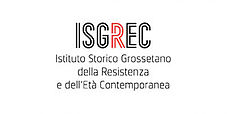 ISGREC
Istituto Storico Grossetano
della Resistenza
e dell'Età Contemporanea